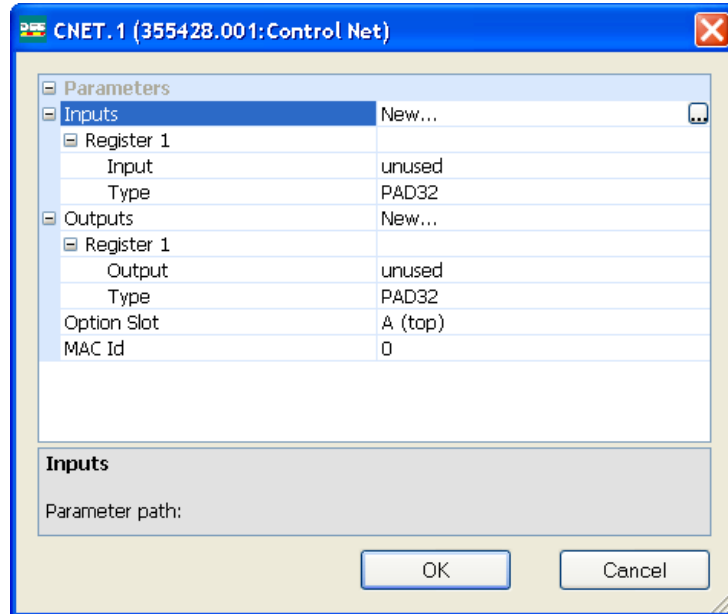 CNET.1 (355428.001:Control Net)
Parameters
Inputs New... ...
Register 1
Input unused
Type PAD32
Outputs New...
Register 1
Output unused
Type PAD32
Option Slot A (top)
MAC Id 0
Inputs
Parameter path:
OK Cancel